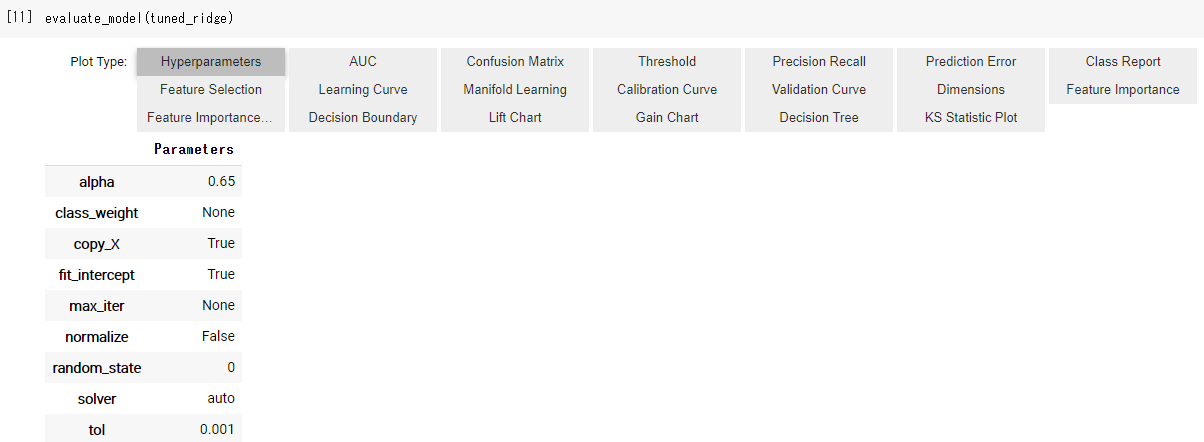 [11] evaluate_model(tuned_ridge)
Plot Type: Hyperparameters AUC Confusion Matrix Threshold Precision Recall Prediction Error Class Report
Feature Selection Learning Curve Manifold Learning Calibration Curve Validation Curve Dimensions Feature Importance
Feature Importance... Decision Boundary Lift Chart Gain Chart Decision Tree KS Statistic Plot
Parameters
alpha 0.65
class_weight None
copy_X True
fit_intercept True
max_iter None
normalize False
random_state 0
solver auto
tol 0.001